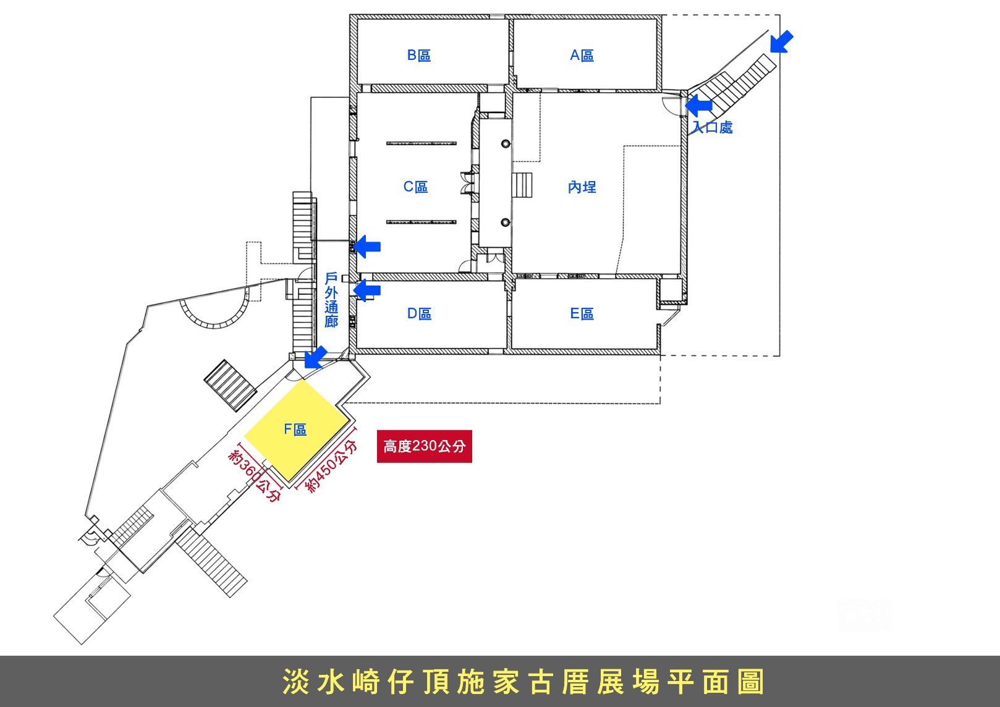 B區
A區
入口處
C區
內埕
戶外通廊
D區
E區
F區
高度230公分
約360公分
約450公分
淡水崎仔頂施家古厝展場平面圖